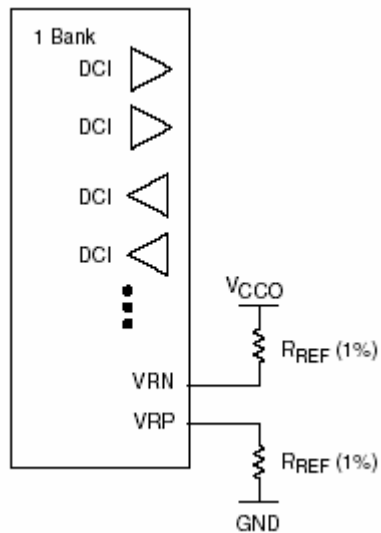 1 Bank
DCI
DCI
DCI
DCI
VCCO
RREF (1%)
VRN
VRP
RREF (1%)
GND